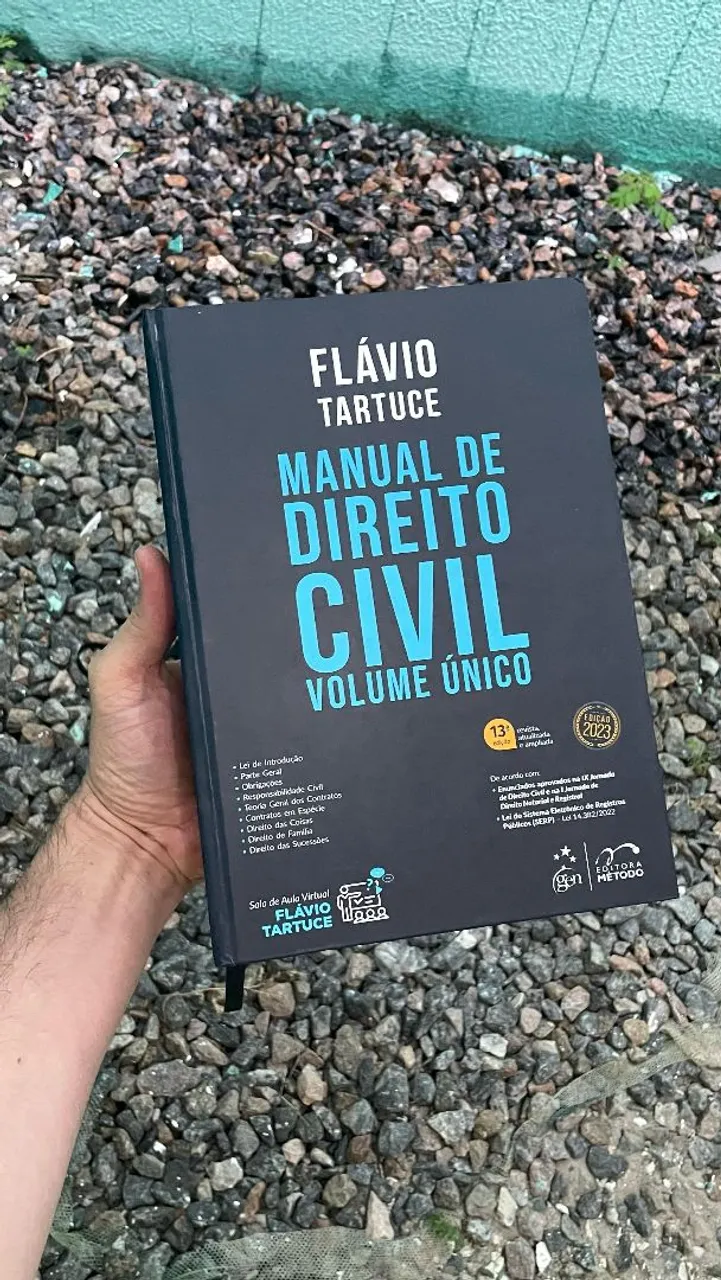 FLÁVIO
TARTUCE
MANUAL DE
DIREITO
CIVIL
VOLUME ÚNICO
13ª
edição
revista,
atualizada
e ampliada
EDIÇÃO
2023
• Lei de Introdução
• Parte Geral
• Obrigações
• Responsabilidade Civil
• Teoria Geral dos Contratos
• Contratos em Espécie
• Direito das Coisas
• Direito de Família
• Direito das Sucessões
De acordo com:
• Enunciados aprovados na IX Jornada
de Direito Civil e na I Jornada de
Direito Notarial e Registral
• Lei do Sistema Eletrônico de Registros
Públicos (SERP) - Lei 14.382/2022
Sala de Aula Virtual
FLÁVIO
TARTUCE
gen
EDITORA
MÉTODO